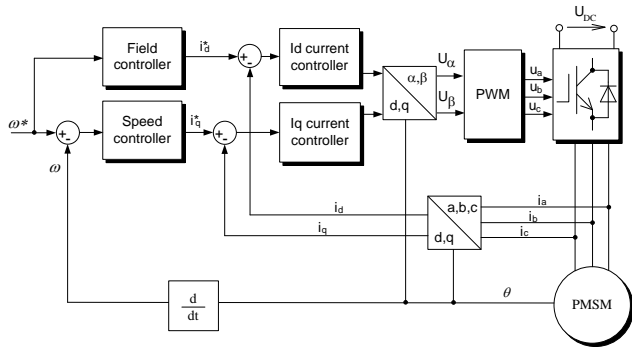 U_DC
Field
controller
i*_d
+
-
Id current
controller
U_α
α,β
d,q
U_β
PWM
u_a
u_b
u_c
ω*
+
-
ω
Speed
controller
i*_q
+
-
Iq current
controller
i_d
i_q
a,b,c
d,q
i_a
i_b
i_c
d
dt
θ
PMSM